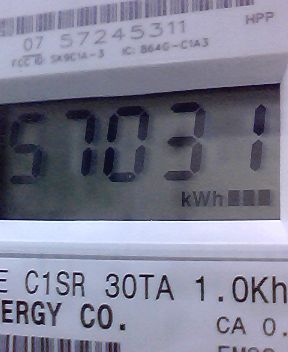 HPP
07 57245311
FCC ID: SK9C1A-3 IC: 864G-C1A3
57031
kWh
E C1SR 30TA 1.0Kh
ERGY CO.
CA 0.